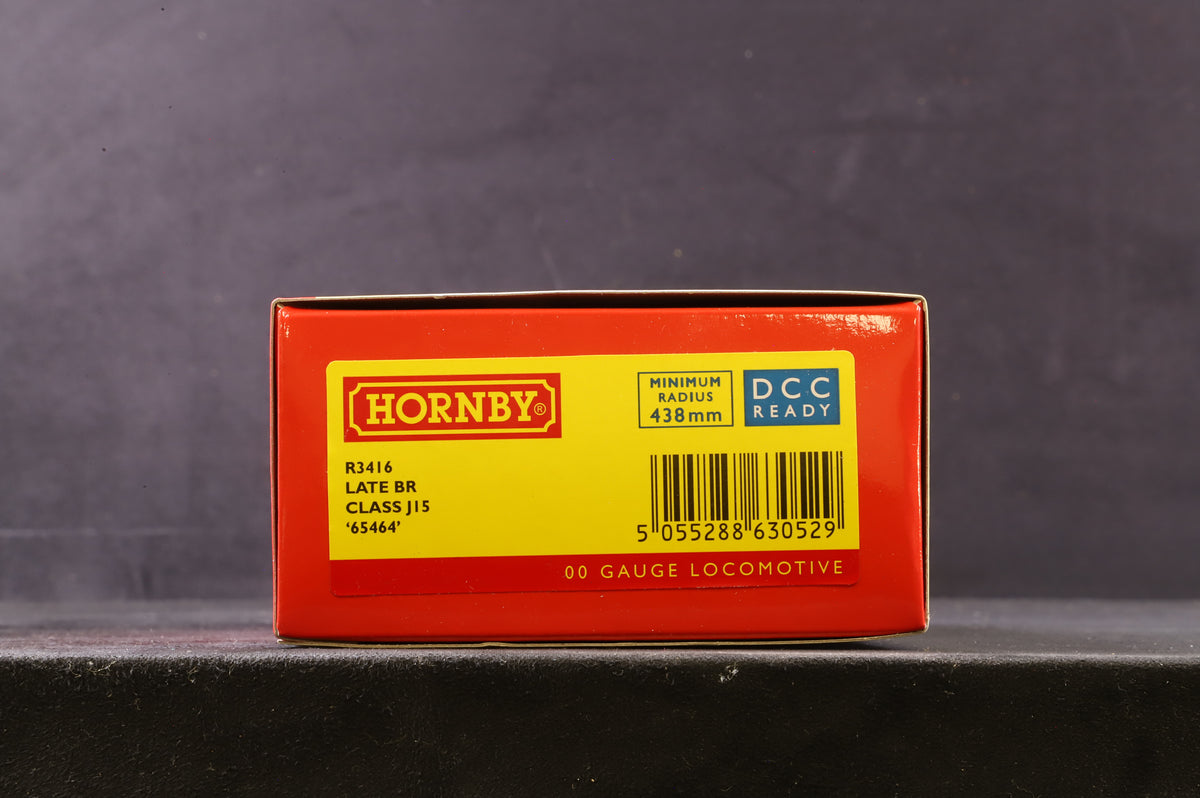 HORNBY®
MINIMUM
RADIUS
438mm
DCC
READY
R3416
LATE BR
CLASS J15
‘65464’
5 055288 630529
00 GAUGE LOCOMOTIVE